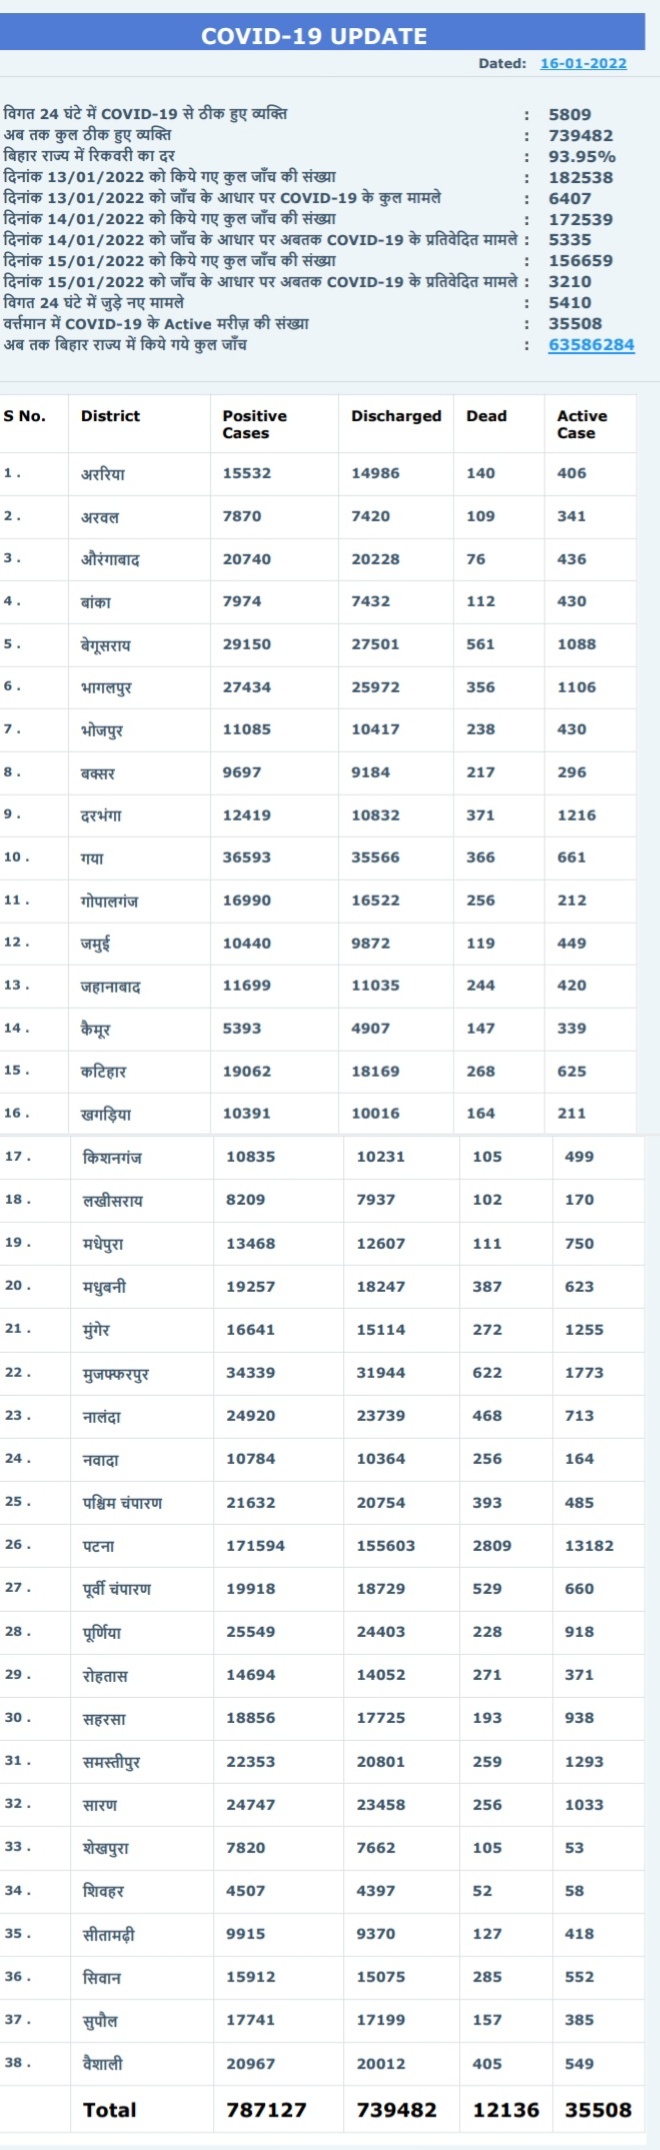 COVID-19 UPDATE
Dated: 16-01-2022
विगत 24 घंटे में COVID-19 से ठीक हुए व्यक्ति : 5809
अब तक कुल ठीक हुए व्यक्ति : 739482
बिहार राज्य में रिकवरी का दर : 93.95%
दिनांक 13/01/2022 को किये गए कुल जाँच की संख्या : 182538
दिनांक 13/01/2022 को जाँच के आधार पर COVID-19 के कुल मामले : 6407
दिनांक 14/01/2022 को किये गए कुल जाँच की संख्या : 172539
दिनांक 14/01/2022 को जाँच के आधार पर अबतक COVID-19 के प्रतिवेदित मामले : 5335
दिनांक 15/01/2022 को किये गए कुल जाँच की संख्या : 156659
दिनांक 15/01/2022 को जाँच के आधार पर अबतक COVID-19 के प्रतिवेदित मामले : 3210
विगत 24 घंटे में जुड़े नए मामले : 5410
वर्त्तमान में COVID-19 के Active मरीज़ की संख्या : 35508
अब तक बिहार राज्य में किये गये कुल जाँच : 63586284
S No. District Positive Cases Discharged Dead Active Case
1 . अररिया 15532 14986 140 406
2 . अरवल 7870 7420 109 341
3 . औरंगाबाद 20740 20228 76 436
4 . बांका 7974 7432 112 430
5 . बेगूसराय 29150 27501 561 1088
6 . भागलपुर 27434 25972 356 1106
7 . भोजपुर 11085 10417 238 430
8 . बक्सर 9697 9184 217 296
9 . दरभंगा 12419 10832 371 1216
10 . गया 36593 35566 366 661
11 . गोपालगंज 16990 16522 256 212
12 . जमुई 10440 9872 119 449
13 . जहानाबाद 11699 11035 244 420
14 . कैमूर 5393 4907 147 339
15 . कटिहार 19062 18169 268 625
16 . खगड़िया 10391 10016 164 211
17 . किशनगंज 10835 10231 105 499
18 . लखीसराय 8209 7937 102 170
19 . मधेपुरा 13468 12607 111 750
20 . मधुबनी 19257 18247 387 623
21 . मुंगेर 16641 15114 272 1255
22 . मुजफ्फरपुर 34339 31944 622 1773
23 . नालंदा 24920 23739 468 713
24 . नवादा 10784 10364 256 164
25 . पश्चिम चंपारण 21632 20754 393 485
26 . पटना 171594 155603 2809 13182
27 . पूर्वी चंपारण 19918 18729 529 660
28 . पूर्णिया 25549 24403 228 918
29 . रोहतास 14694 14052 271 371
30 . सहरसा 18856 17725 193 938
31 . समस्तीपुर 22353 20801 259 1293
32 . सारण 24747 23458 256 1033
33 . शेखपुरा 7820 7662 105 53
34 . शिवहर 4507 4397 52 58
35 . सीतामढ़ी 9915 9370 127 418
36 . सिवान 15912 15075 285 552
37 . सुपौल 17741 17199 157 385
38 . वैशाली 20967 20012 405 549
Total 787127 739482 12136 35508